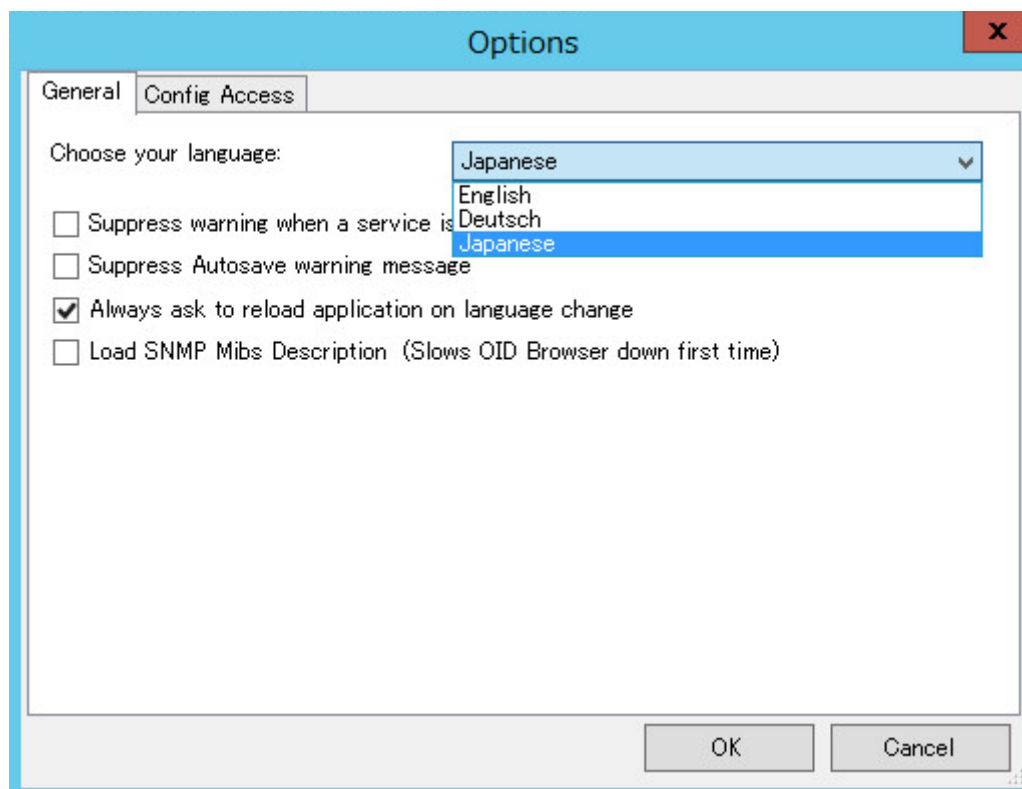 Options
x
General
Config Access
Choose your language:
Japanese
English
Deutsch
Japanese
Suppress warning when a service is
Suppress Autosave warning message
Always ask to reload application on language change
Load SNMP Mibs Description (Slows OID Browser down first time)
OK
Cancel